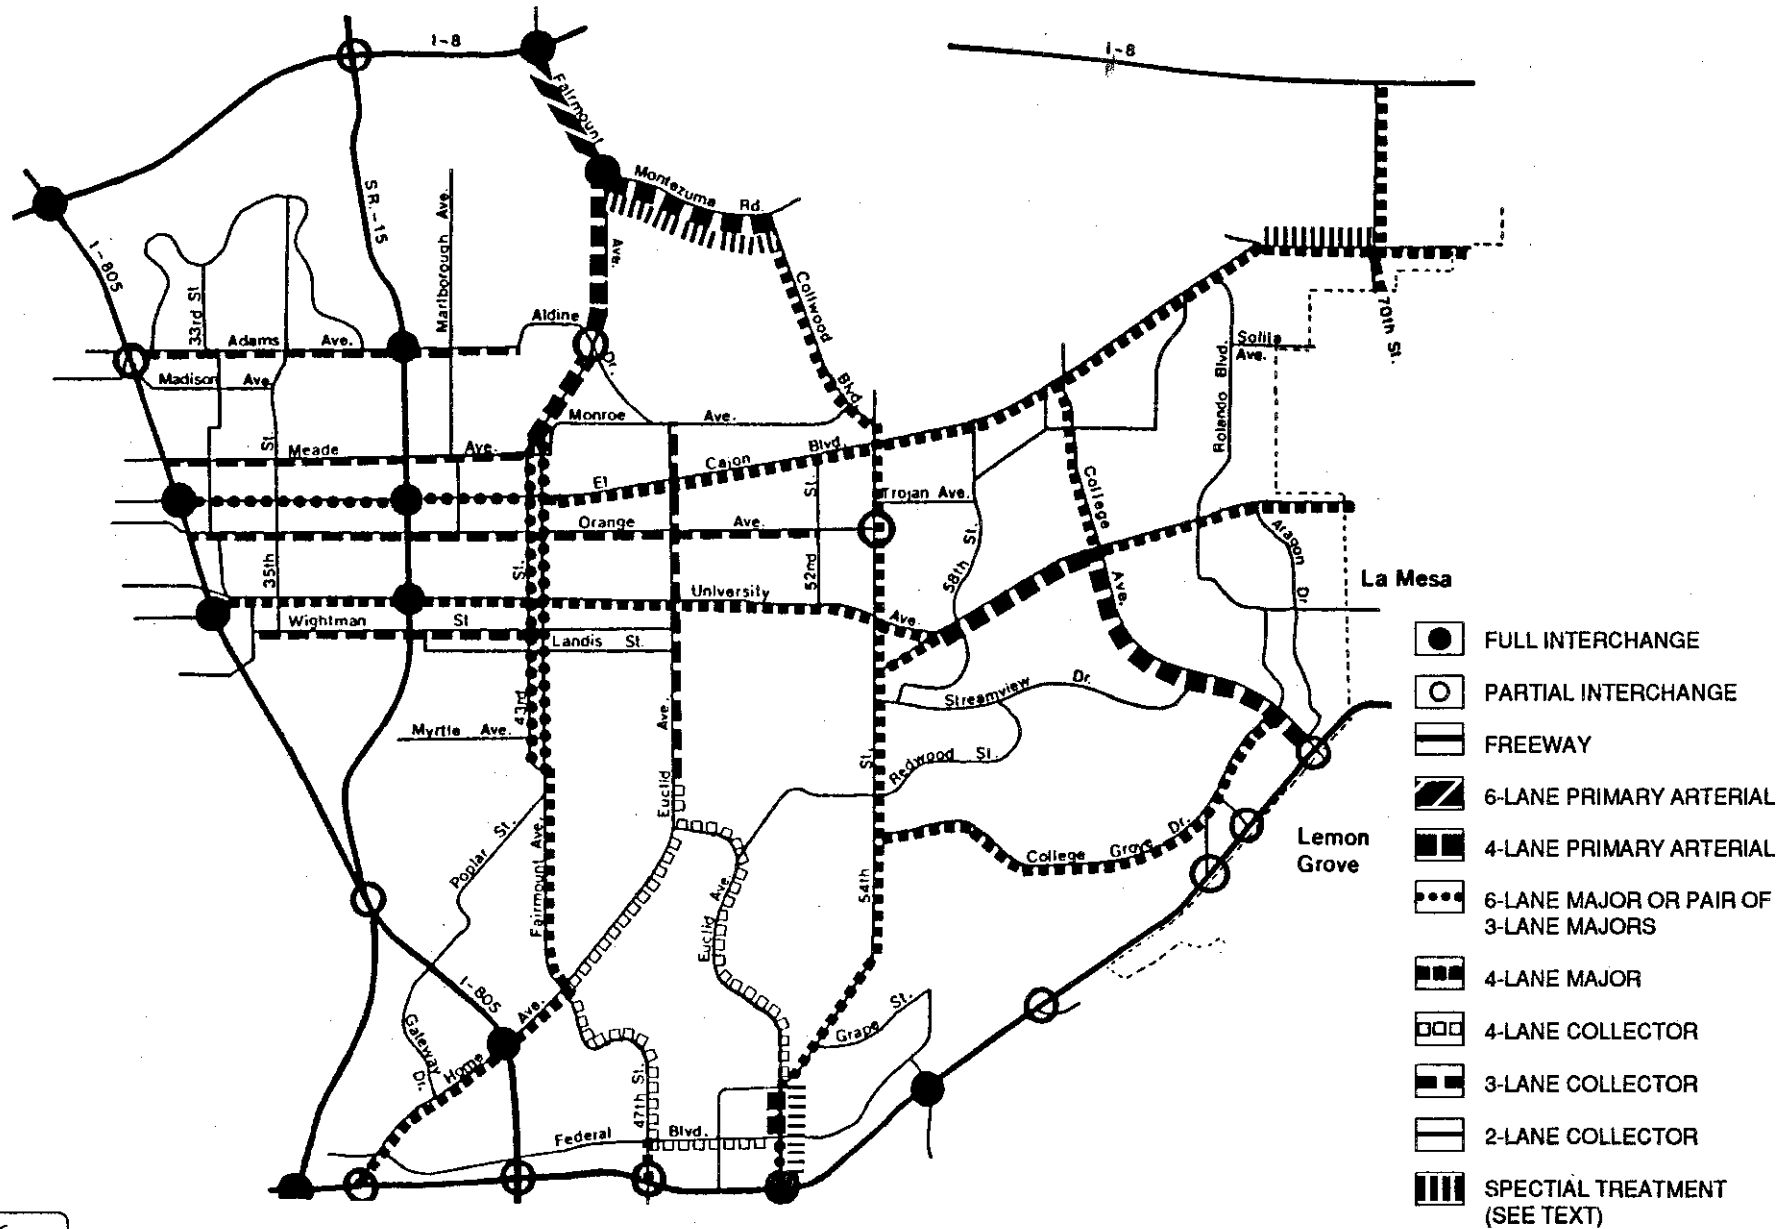 I-8
I-8
Fairmount
Ave.
Montezuma Rd.
S.R.-15
Marlborough Ave.
I-805
33rd St
Collwood Blvd.
70th St.
Aldine Dr.
Adams Ave.
Solita Ave.
Rolando Blvd.
Madison Ave.
Monroe Ave.
35th St.
Meade Ave.
El Cajon Blvd.
College Ave.
Trojan Ave.
Orange Ave.
52nd St.
58th St.
Aragon Dr.
43rd St.
University Ave.
La Mesa
Wightman St
Landis St.
Streamview Dr.
Myrtle Ave.
Euclid Ave.
Redwood St.
54th St.
Poplar St.
Fairmount Ave.
College Grove Dr.
Lemon
Grove
Euclid Ave.
I-805
Gateway Dr.
Home Ave.
Grape St.
47th St.
Federal Blvd.
FULL INTERCHANGE
PARTIAL INTERCHANGE
FREEWAY
6-LANE PRIMARY ARTERIAL
4-LANE PRIMARY ARTERIAL
6-LANE MAJOR OR PAIR OF
3-LANE MAJORS
4-LANE MAJOR
4-LANE COLLECTOR
3-LANE COLLECTOR
2-LANE COLLECTOR
SPECTIAL TREATMENT
(SEE TEXT)